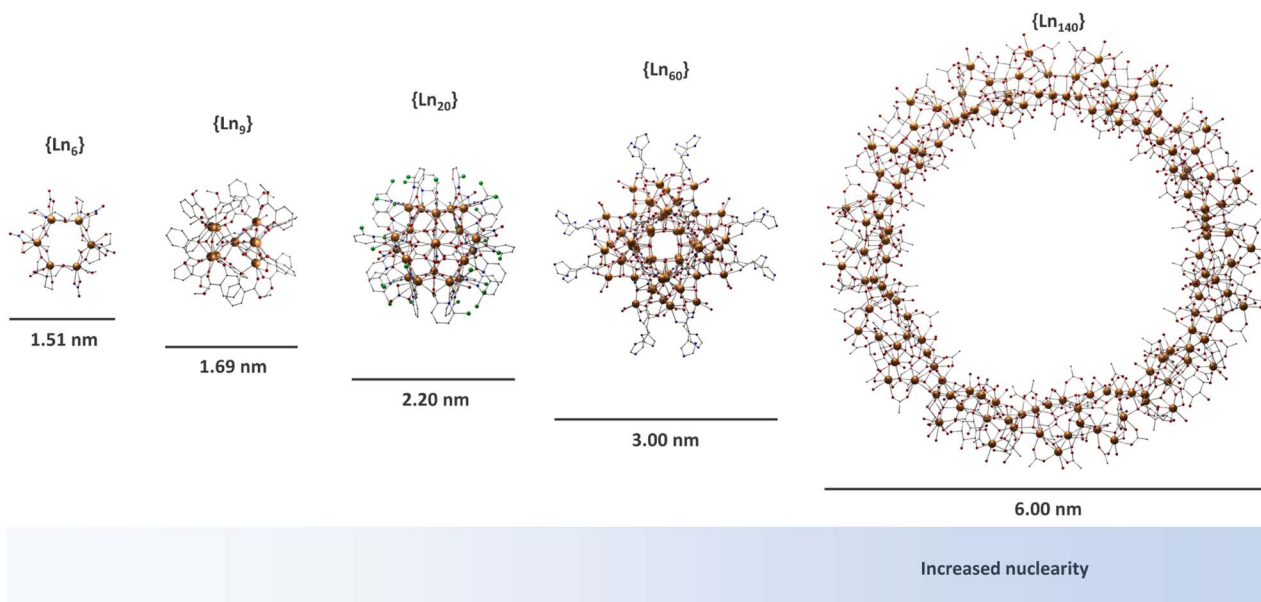 {Ln₆}
1.51 nm
{Ln₉}
1.69 nm
{Ln₂₀}
2.20 nm
{Ln₆₀}
3.00 nm
{Ln₁₄₀}
6.00 nm
Increased nuclearity